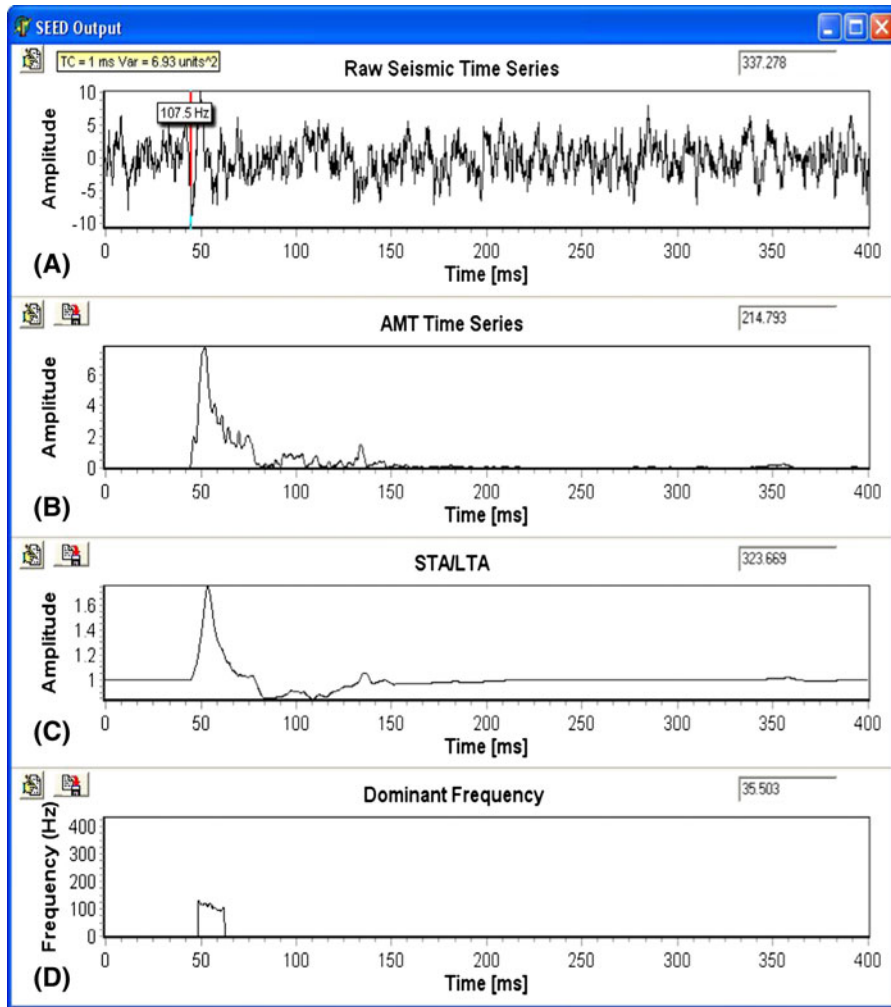 SEED Output
TC = 1 ms Var = 6.93 units^2
Raw Seismic Time Series
337.278
107.5 Hz
Amplitude
10
5
0
-5
-10
0 50 100 150 200 250 300 350 400
Time [ms]
(A)
AMT Time Series
214.793
Amplitude
6
4
2
0
0 50 100 150 200 250 300 350 400
Time [ms]
(B)
STA/LTA
323.669
Amplitude
1.6
1.4
1.2
1
0 50 100 150 200 250 300 350 400
Time [ms]
(C)
Dominant Frequency
35.503
Frequency (Hz)
400
300
200
100
0
0 50 100 150 200 250 300 350 400
Time [ms]
(D)